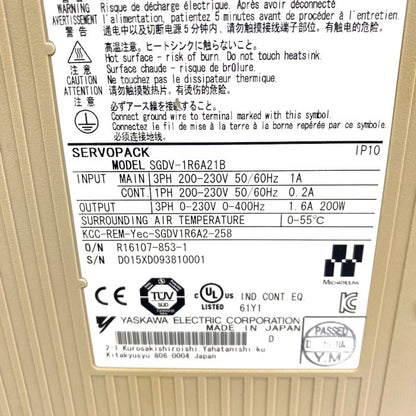 WARNING Risque de décharge électrique. Après avoir déconnecté
AVERTISSEMENT l'alimentation, patientez 5 minutes avant de procéder à l'entretien.
警告 通电中以及切断电源5分钟内，请勿触摸接线端子部位。有触电的危险
高温注意。ヒートシンクに触らないこと。
注意 Hot surface - risk of burn. Do not touch heatsink.
CAUTION Surface chaude - risque de brûlure.
ATTENTION Ne touchez pas le dissipateur thermique.
注意 请勿触摸散热片。有烫伤的危险
必ずアース線を接続すること。
Connect ground wire to terminal marked with this symbol.
Connectez le fil de mise à la terre à la borne repérée par ce symbole.
必须连接接地线。
SERVOPACK IP10
MODEL SGDV-1R6A21B
INPUT MAIN 3PH 200-230V 50/60Hz 1A
CONT. 1PH 200-230V 50/60Hz 0.2A
OUTPUT 3PH 0-230V 0-400Hz 1.6A 200W
SURROUNDING AIR TEMPERATURE 0-55℃
KCC-REM-Yec-SGDV1R6A2-258
O/N R16107-853-1
S/N D015XD093810001
MECHATROLINK
TÜV
SÜD
c UL US LISTED IND CONT. EQ.
61Y1
YASKAWA ELECTRIC CORPORATION
MADE IN JAPAN
D
2-1 Kurosakishiroishi Yahatanishi-ku
Kitakyusyu 806-0004 Japan
PASSED
Y.M